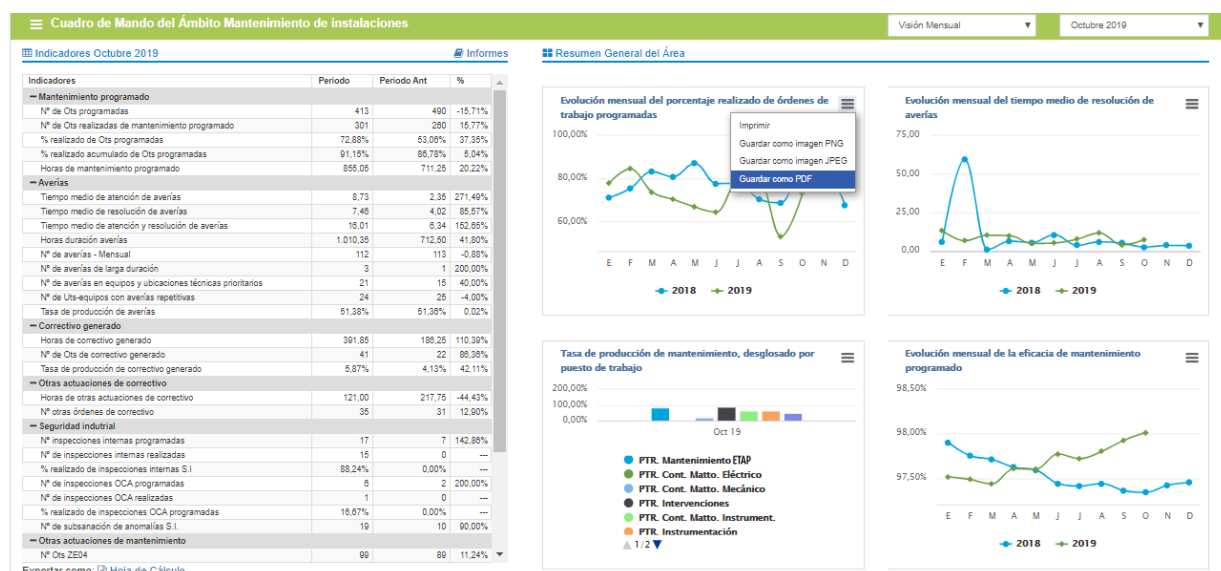 Cuadro de Mando del Ámbito Mantenimiento de instalaciones
Visión Mensual
Octubre 2019
Indicadores Octubre 2019
Informes
Resumen General del Área
Indicadores Periodo Periodo Ant %
Mantenimiento programado
Nº de Ots programadas 413 490 -15,71%
Nº de Ots realizadas de mantenimiento programado 301 260 15,77%
% realizado de Ots programadas 72,88% 53,06% 37,35%
% realizado acumulado de Ots programadas 91,15% 86,78% 5,04%
Horas de mantenimiento programado 855,05 711,25 20,22%
Averías
Tiempo medio de atención de averías 8,73 2,35 271,49%
Tiempo medio de resolución de averías 7,46 4,02 85,57%
Tiempo medio de atención y resolución de averías 16,01 6,34 152,65%
Horas duración averías 1.010,35 712,50 41,80%
Nº de averías - Mensual 112 113 -0,88%
Nº de averías de larga duración 3 1 200,00%
Nº de averías en equipos y ubicaciones técnicas prioritarios 21 15 40,00%
Nº de Uts-equipos con averías repetitivas 24 25 -4,00%
Tasa de producción de averías 51,38% 51,36% 0,02%
Correctivo generado
Horas de correctivo generado 391,85 186,25 110,39%
Nº de Ots de correctivo generado 41 22 86,36%
Tasa de producción de correctivo generado 5,87% 4,13% 42,11%
Otras actuaciones de correctivo
Horas de otras actuaciones de correctivo 121,00 217,75 -44,43%
Nº otras órdenes de correctivo 35 31 12,90%
Seguridad indutrial
Nº inspecciones internas programadas 17 7 142,86%
Nº de inspecciones internas realizadas 15 0 ---
% realizado de inspecciones internas S.I 88,24% 0,00% ---
Nº de inspecciones OCA programadas 6 2 200,00%
Nº de inspecciones OCA realizadas 1 0 ---
% realizado de inspecciones OCA programadas 16,67% 0,00% ---
Nº de subsanación de anomalías S.I. 19 10 90,00%
Otras actuaciones de mantenimiento
Nº Ots ZE04 99 89 11,24%
Exportar como: Hoja de Cálculo
Evolución mensual del porcentaje realizado de órdenes de
trabajo programadas
Imprimir
Guardar como imagen PNG
Guardar como imagen JPEG
Guardar como PDF
100,00%
80,00%
60,00%
E F M A M J J A S O N D
2018 2019
Evolución mensual del tiempo medio de resolución de
averías
75,00
50,00
25,00
0,00
E F M A M J J A S O N D
2018 2019
Tasa de producción de mantenimiento, desglosado por
puesto de trabajo
200,00%
100,00%
0,00%
Oct 19
PTR. Mantenimiento ETAP
PTR. Cont. Matto. Eléctrico
PTR. Cont. Matto. Mecánico
PTR. Intervenciones
PTR. Cont. Matto. Instrument.
PTR. Instrumentación
1/2
Evolución mensual de la eficacia de mantenimiento
programado
98,50%
98,00%
97,50%
E F M A M J J A S O N D
2018 2019